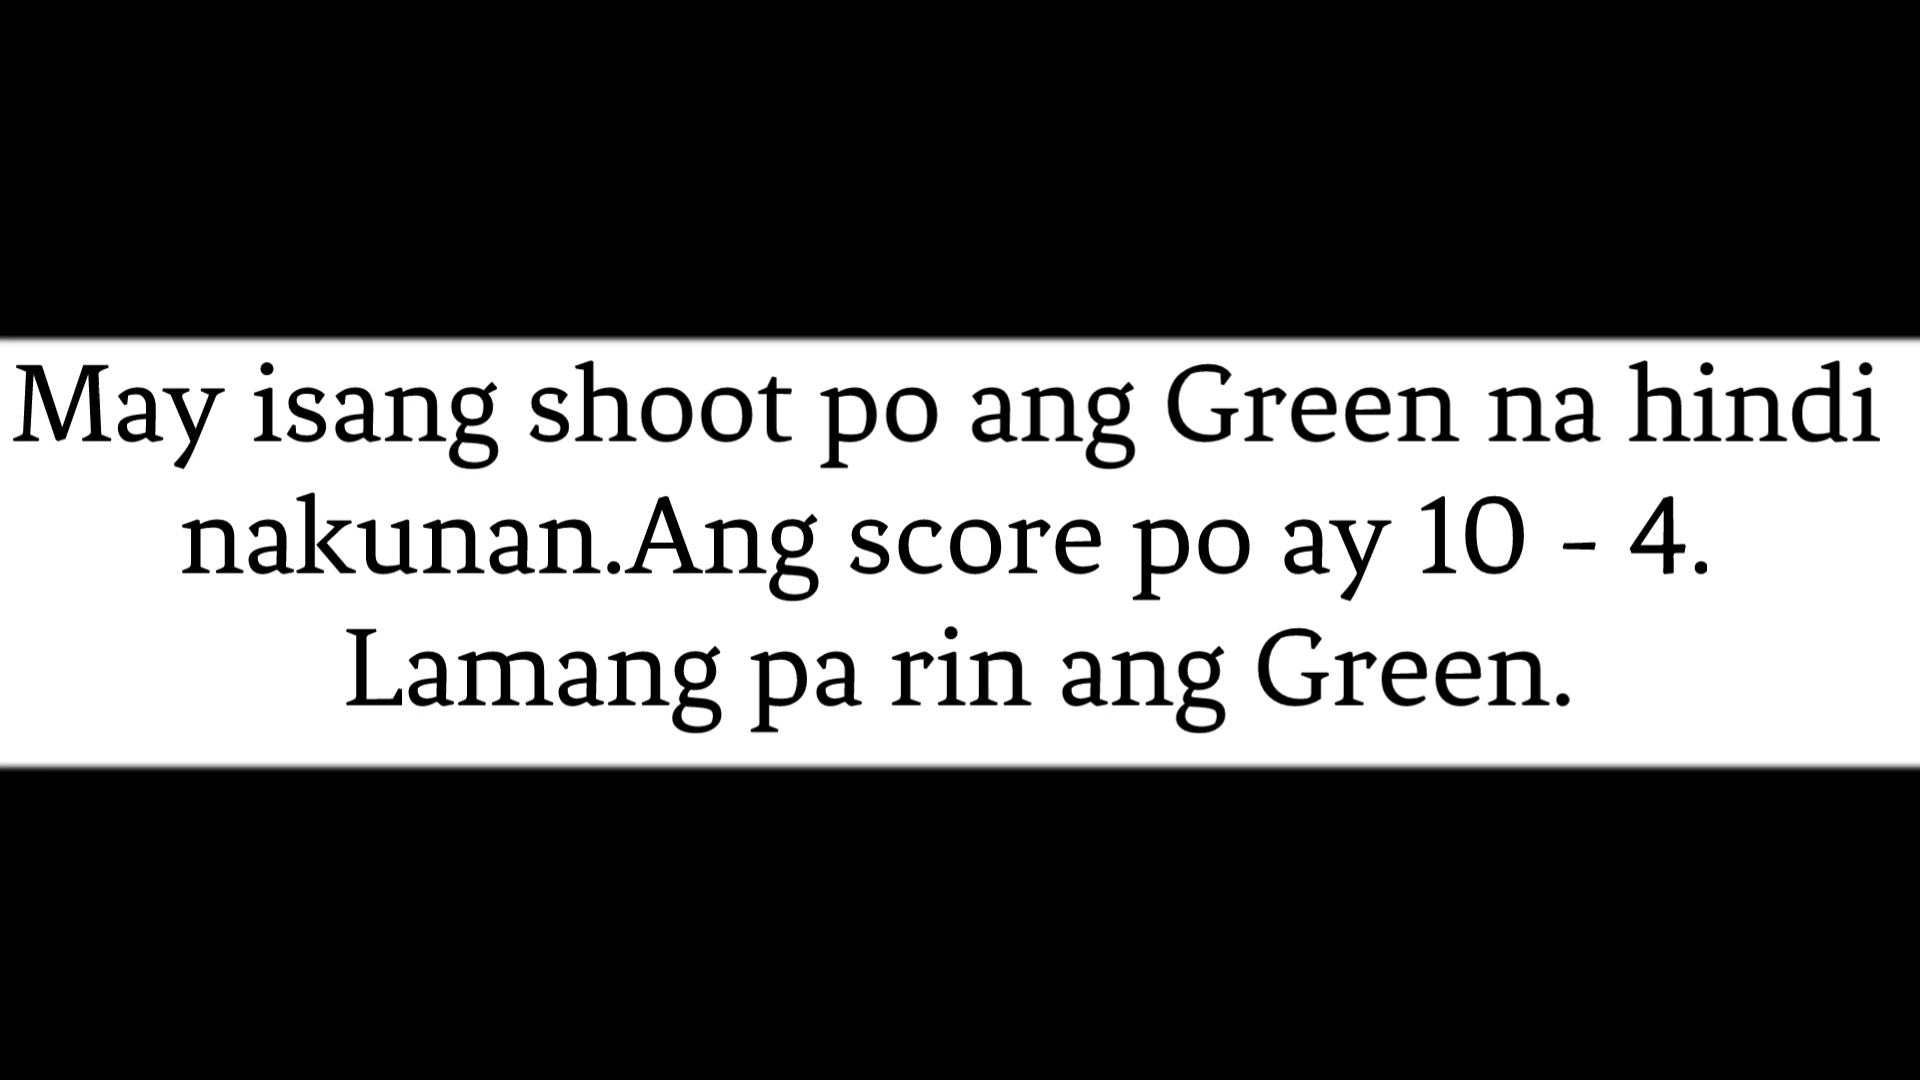 May isang shoot po ang Green na hindi
nakunan.Ang score po ay 10 - 4.
Lamang pa rin ang Green.